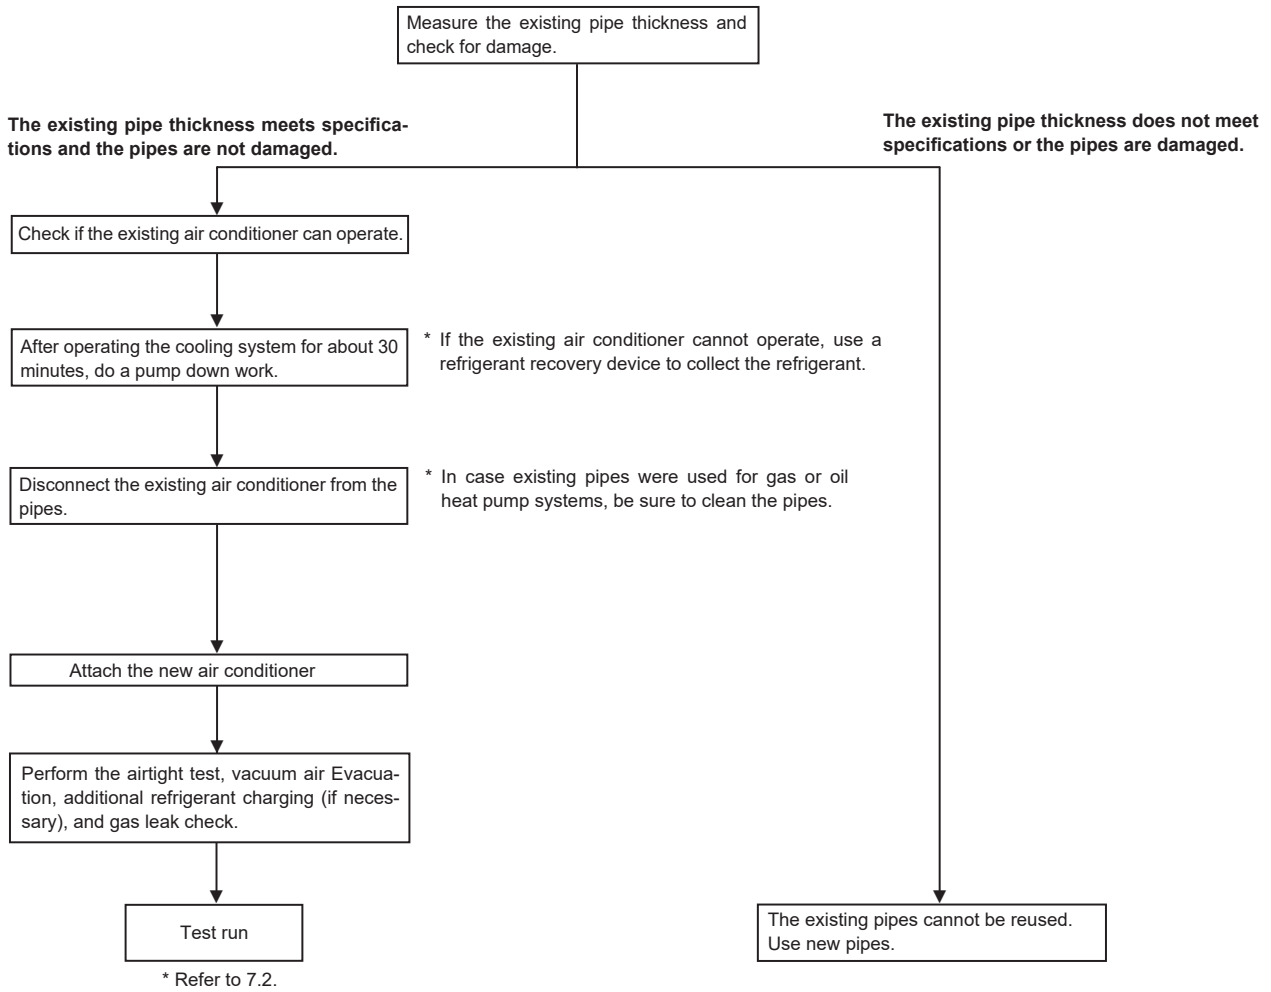 Measure the existing pipe thickness and
check for damage.
The existing pipe thickness meets specifica-
tions and the pipes are not damaged.
The existing pipe thickness does not meet
specifications or the pipes are damaged.
Check if the existing air conditioner can operate.
After operating the cooling system for about 30
minutes, do a pump down work.
* If the existing air conditioner cannot operate, use a
refrigerant recovery device to collect the refrigerant.
Disconnect the existing air conditioner from the
pipes.
* In case existing pipes were used for gas or oil
heat pump systems, be sure to clean the pipes.
Attach the new air conditioner
Perform the airtight test, vacuum air Evacua-
tion, additional refrigerant charging (if neces-
sary), and gas leak check.
Test run
* Refer to 7.2.
The existing pipes cannot be reused.
Use new pipes.